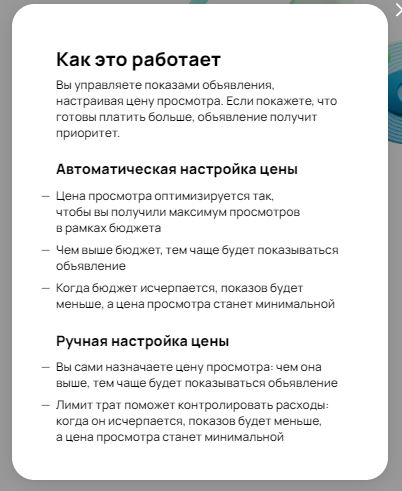 Как это работает
Вы управляете показами объявления,
настраивая цену просмотра. Если покажете, что
готовы платить больше, объявление получит
приоритет.
Автоматическая настройка цены
— Цена просмотра оптимизируется так,
чтобы вы получили максимум просмотров
в рамках бюджета
— Чем выше бюджет, тем чаще будет показываться
объявление
— Когда бюджет исчерпается, показов будет
меньше, а цена просмотра станет минимальной
Ручная настройка цены
— Вы сами назначаете цену просмотра: чем она
выше, тем чаще будет показываться объявление
— Лимит трат поможет контролировать расходы:
когда он исчерпается, показов будет меньше,
а цена просмотра станет минимальной